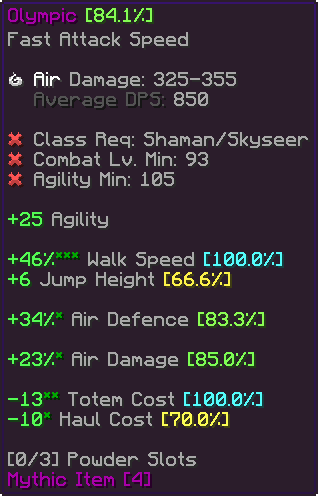 Olympic [84.1%]
Fast Attack Speed
Air Damage: 325-355
Average DPS: 850
✖ Class Req: Shaman/Skyseer
✖ Combat Lv. Min: 93
✖ Agility Min: 105
+25 Agility
+46%*** Walk Speed [100.0%]
+6 Jump Height [66.6%]
+34%* Air Defence [83.3%]
+23%* Air Damage [85.0%]
-13** Totem Cost [100.0%]
-10* Haul Cost [70.0%]
[0/3] Powder Slots
Mythic Item [4]